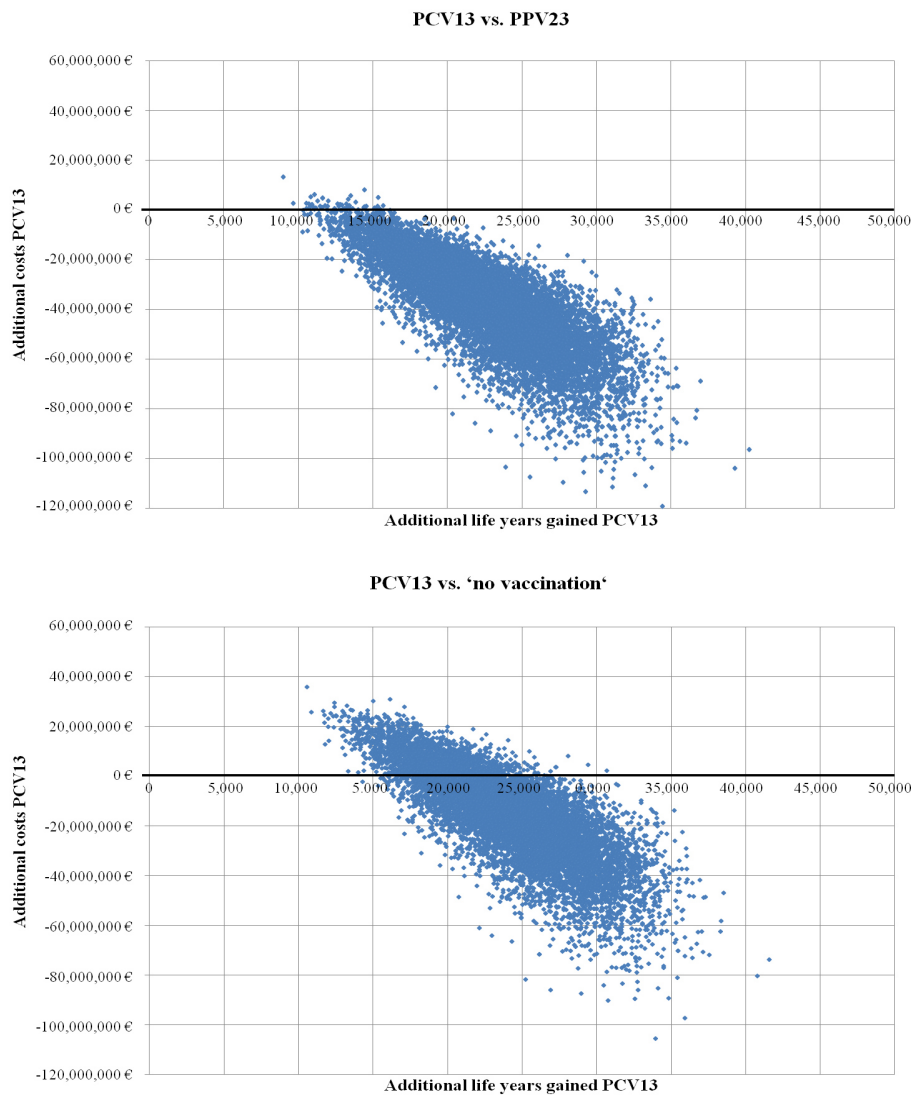 PCV13 vs. PPV23
60,000,000 €
40,000,000 €
20,000,000 €
0 €
-20,000,000 €
-40,000,000 €
-60,000,000 €
-80,000,000 €
-100,000,000 €
-120,000,000 €
Additional costs PCV13
0 5,000 10,000 15,000 20,000 25,000 30,000 35,000 40,000 50,000
Additional life years gained PCV13
PCV13 vs. ‘no vaccination‘
60,000,000 €
40,000,000 €
20,000,000 €
0 €
-20,000,000 €
-40,000,000 €
-60,000,000 €
-80,000,000 €
-100,000,000 €
-120,000,000 €
Additional costs PCV13
0 5,000 10,000 20,000 25,000 35,000 40,000 50,000
Additional life years gained PCV13